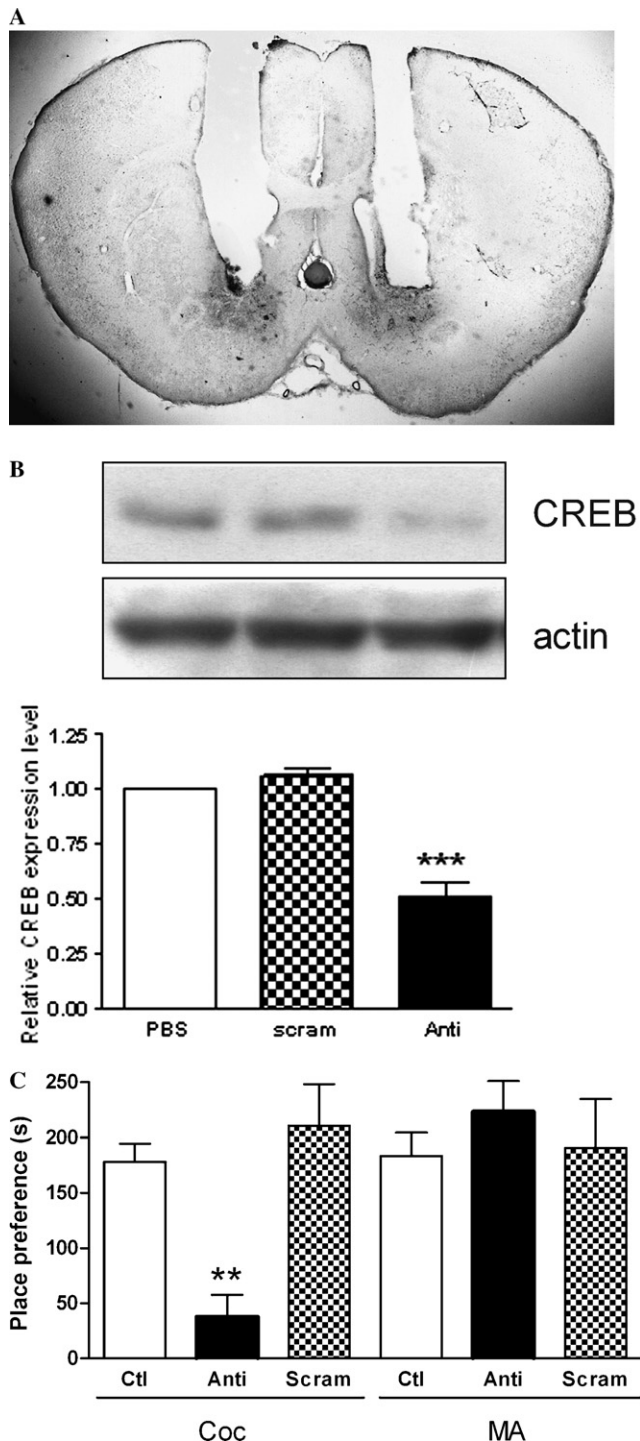 A
B
CREB
actin
Relative CREB expression level
1.25
1.00
0.75
0.50
0.25
0.00
***
PBS scram Anti
C
Place preference (s)
250
200
150
100
50
0
**
Ctl Anti Scram Ctl Anti Scram
Coc MA